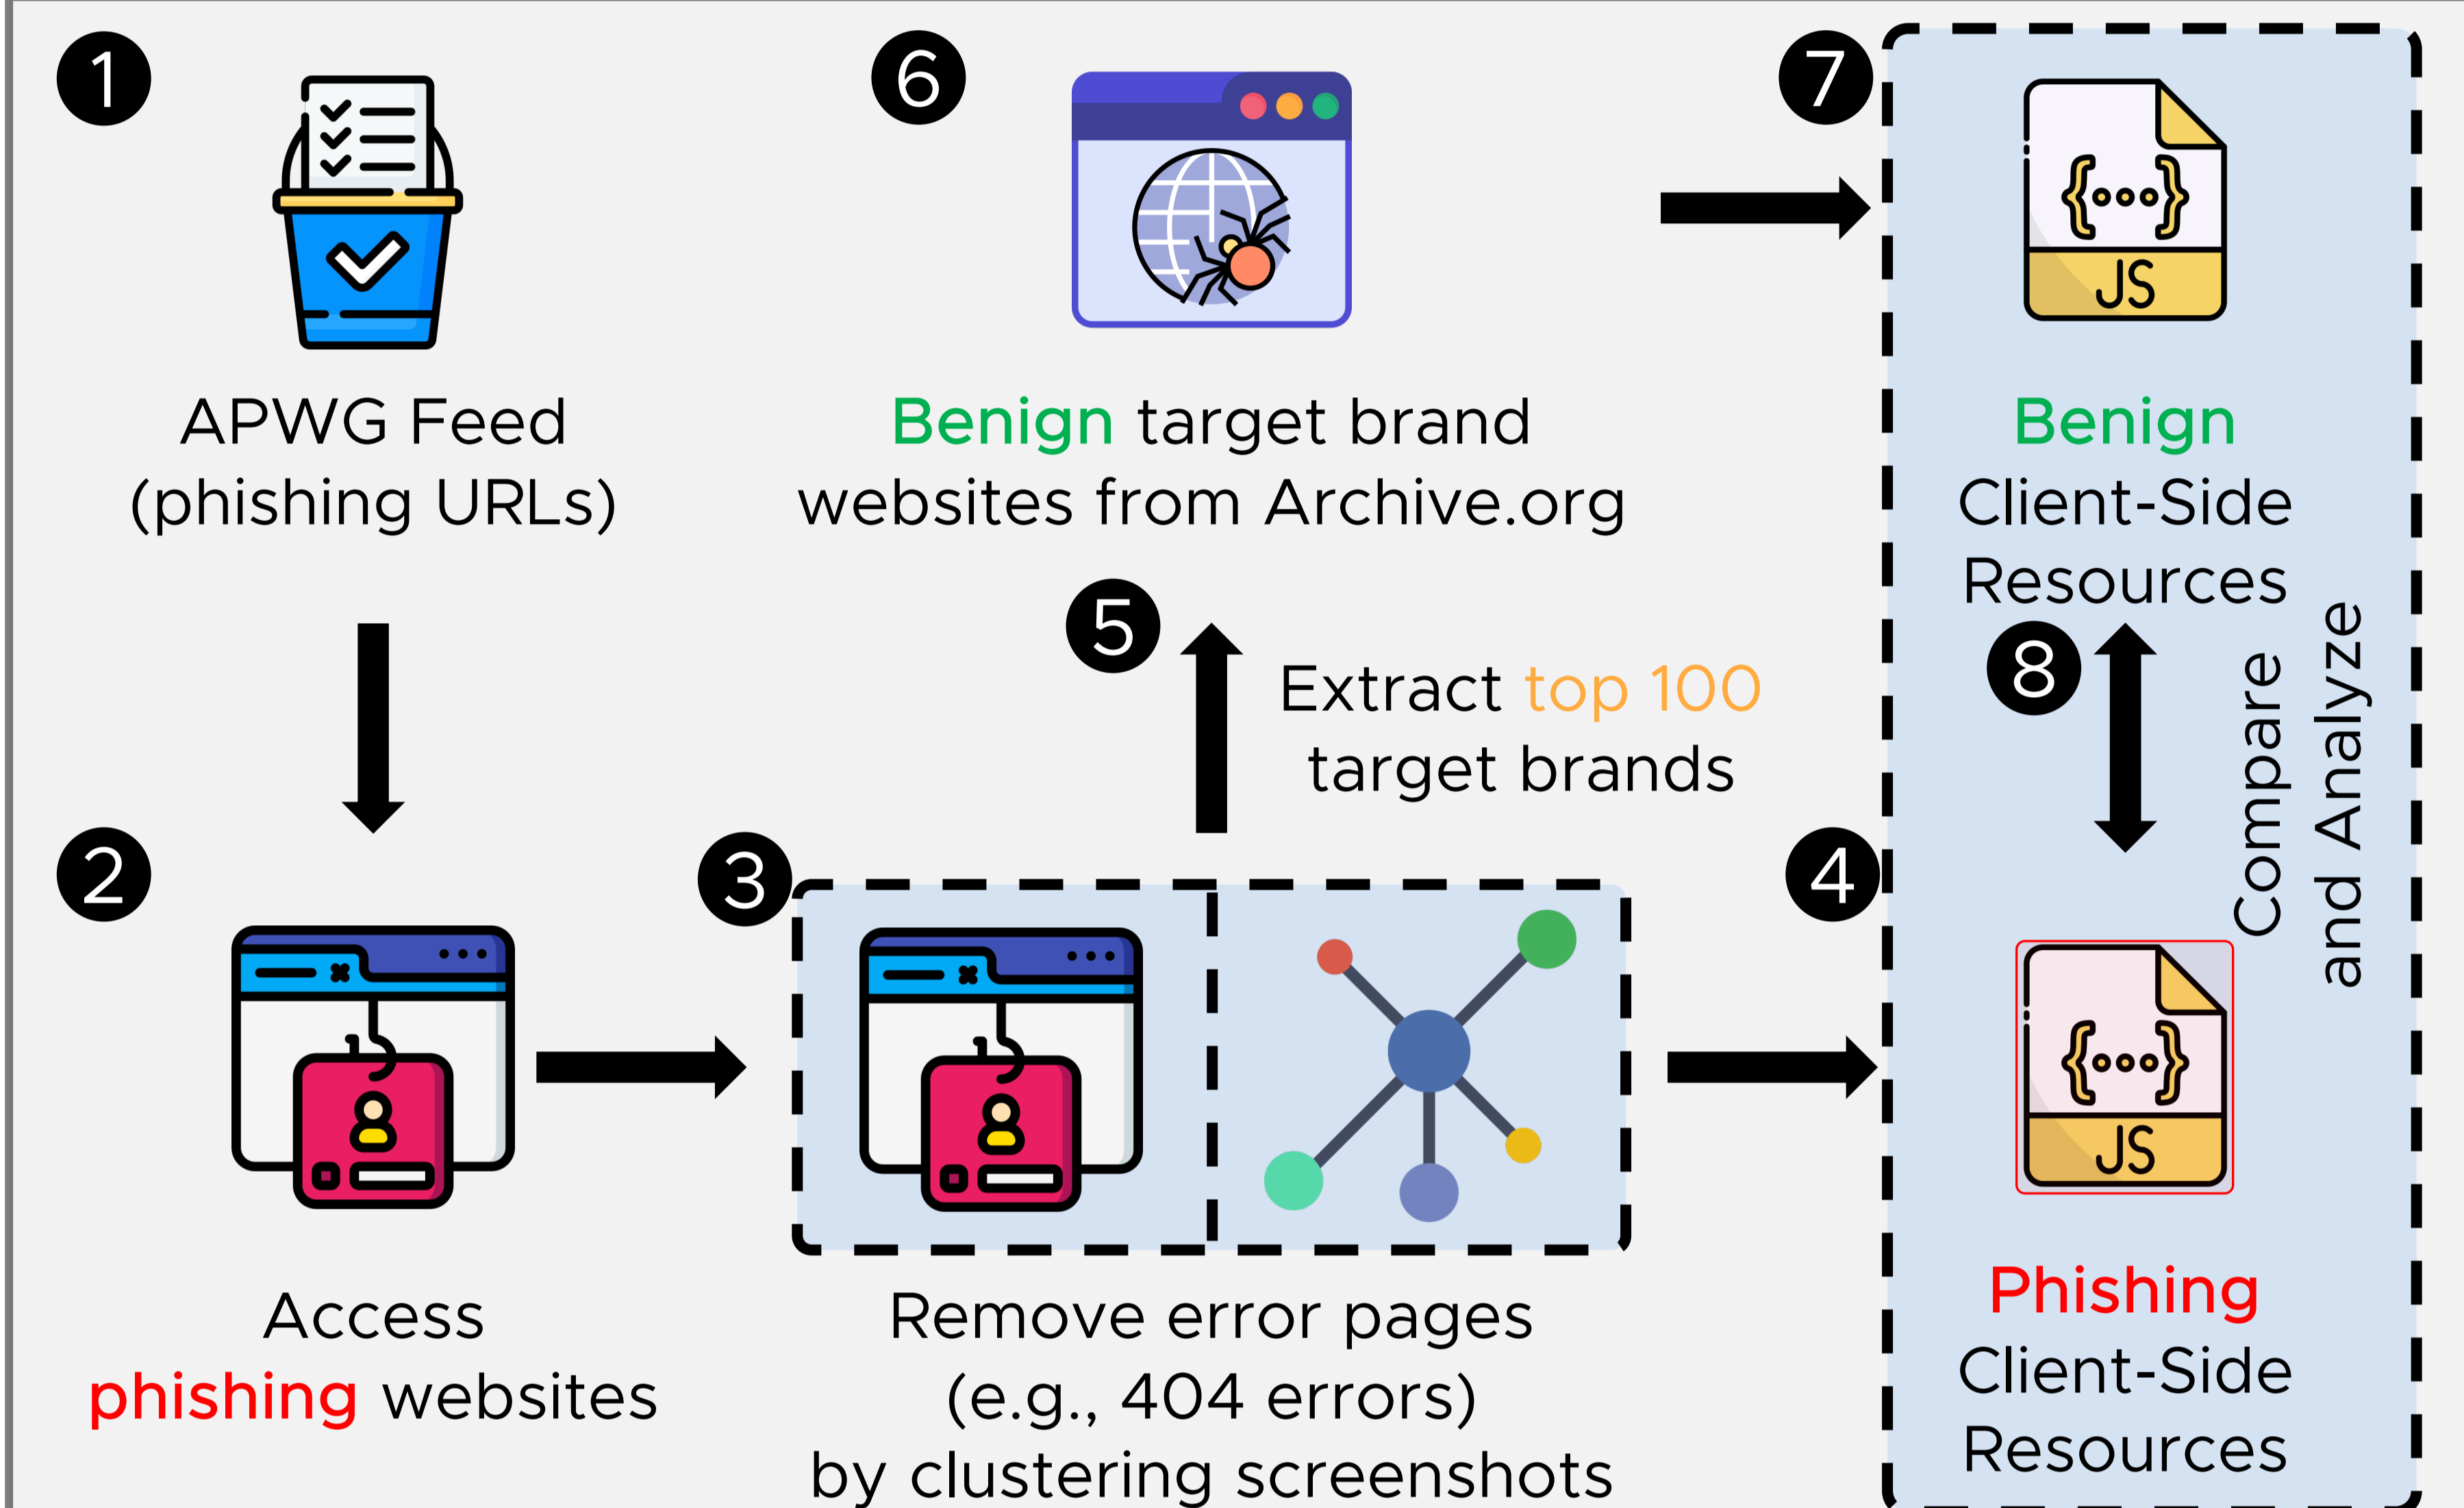 1
APWG Feed
(phishing URLs)
2
Access
phishing websites
3
Remove error pages
(e.g., 404 errors)
by clustering screenshots
4
JS
Phishing
Client-Side
Resources
5
Extract top 100
target brands
6
Benign target brand
websites from Archive.org
7
JS
Benign
Client-Side
Resources
8
Compare
and Analyze